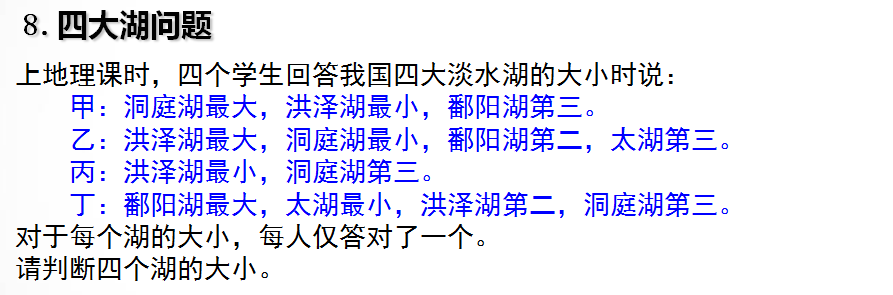 8. 四大湖问题
上地理课时，四个学生回答我国四大淡水湖的大小时说：
甲：洞庭湖最大，洪泽湖最小，鄱阳湖第三。
乙：洪泽湖最大，洞庭湖最小，鄱阳湖第二，太湖第三。
丙：洪泽湖最小，洞庭湖第三。
丁：鄱阳湖最大，太湖最小，洪泽湖第二，洞庭湖第三。
对于每个湖的大小，每人仅答对了一个。
请判断四个湖的大小。